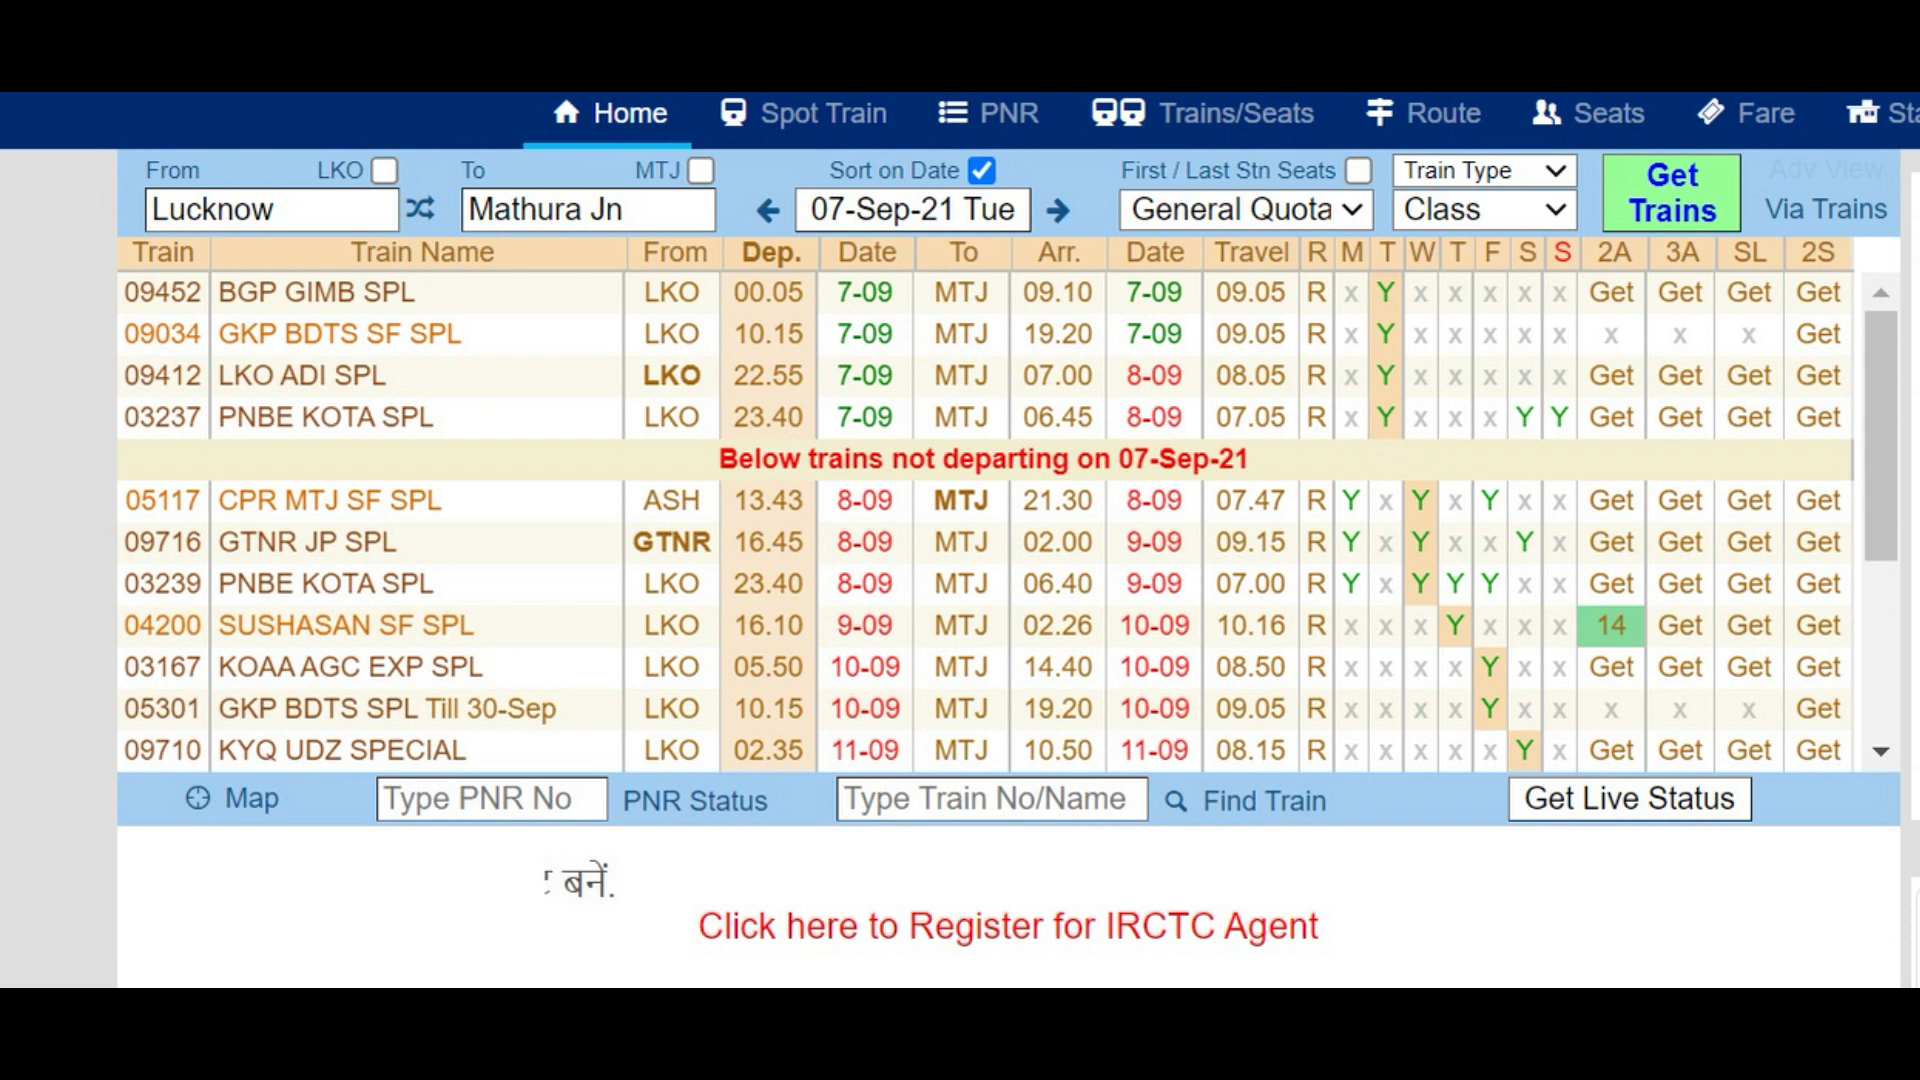 Home Spot Train PNR Trains/Seats Route Seats Fare
From LKO To MTJ Sort on Date First / Last Stn Seats Train Type Get Trains Adv View
Lucknow Mathura Jn 07-Sep-21 Tue General Quota Class Via Trains
Train Train Name From Dep. Date To Arr. Date Travel R M T W T F S S 2A 3A SL 2S
09452 BGP GIMB SPL LKO 00.05 7-09 MTJ 09.10 7-09 09.05 R x Y x x x x x Get Get Get Get
09034 GKP BDTS SF SPL LKO 10.15 7-09 MTJ 19.20 7-09 09.05 R x Y x x x x x x x x Get
09412 LKO ADI SPL LKO 22.55 7-09 MTJ 07.00 8-09 08.05 R x Y x x x x x Get Get Get Get
03237 PNBE KOTA SPL LKO 23.40 7-09 MTJ 06.45 8-09 07.05 R x Y x x x Y Y Get Get Get Get
Below trains not departing on 07-Sep-21
05117 CPR MTJ SF SPL ASH 13.43 8-09 MTJ 21.30 8-09 07.47 R Y x Y x Y x x Get Get Get Get
09716 GTNR JP SPL GTNR 16.45 8-09 MTJ 02.00 9-09 09.15 R Y x Y x x Y x Get Get Get Get
03239 PNBE KOTA SPL LKO 23.40 8-09 MTJ 06.40 9-09 07.00 R Y x Y Y Y x x Get Get Get Get
04200 SUSHASAN SF SPL LKO 16.10 9-09 MTJ 02.26 10-09 10.16 R x x x Y x x x 14 Get Get Get
03167 KOAA AGC EXP SPL LKO 05.50 10-09 MTJ 14.40 10-09 08.50 R x x x x Y x x Get Get Get Get
05301 GKP BDTS SPL Till 30-Sep LKO 10.15 10-09 MTJ 19.20 10-09 09.05 R x x x x Y x x x x x Get
09710 KYQ UDZ SPECIAL LKO 02.35 11-09 MTJ 10.50 11-09 08.15 R x x x x x Y x Get Get Get Get
Map Type PNR No PNR Status Type Train No/Name Find Train Get Live Status
बनें.
Click here to Register for IRCTC Agent